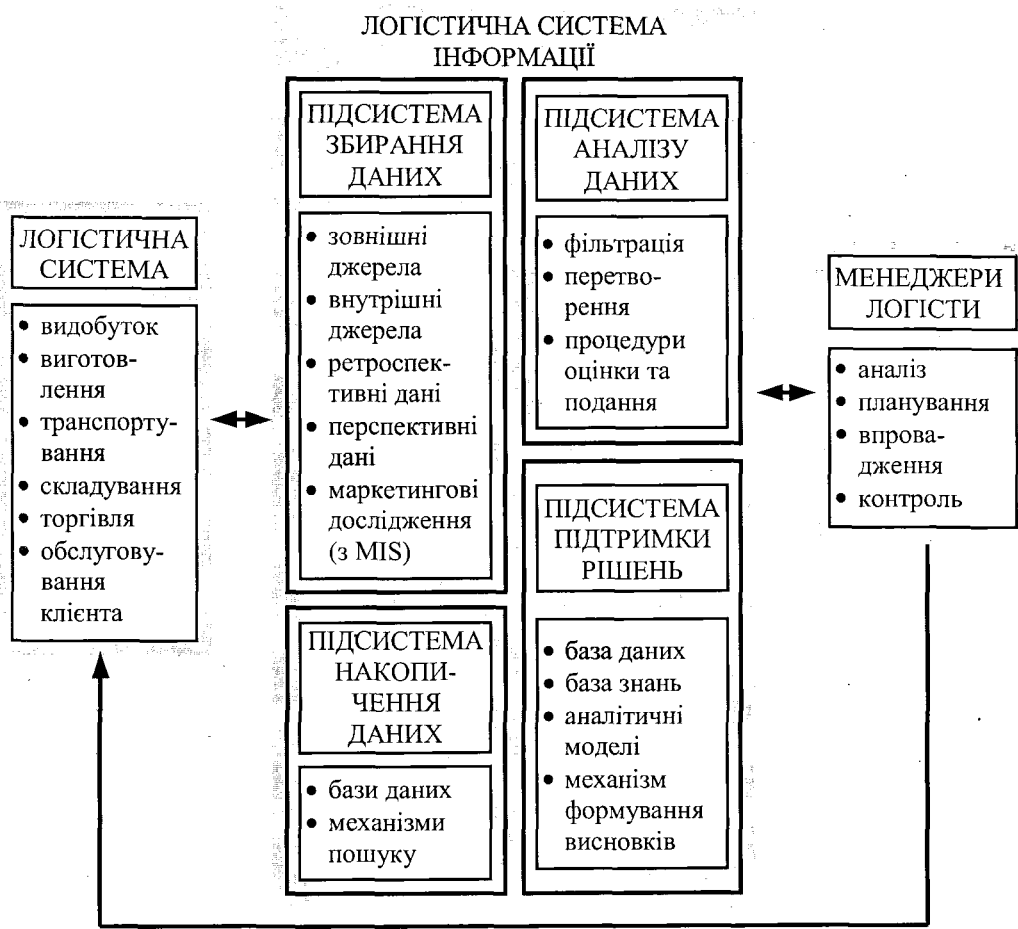 ЛОГІСТИЧНА СИСТЕМА
ІНФОРМАЦІЇ
ЛОГІСТИЧНА
СИСТЕМА
• видобуток
• виготов-
лення
• транспорту-
вання
• складування
• торгівля
• обслугову-
вання
клієнта
ПІДСИСТЕМА
ЗБИРАННЯ
ДАНИХ
• зовнішні
джерела
• внутрішні
джерела
• ретроспек-
тивні дані
• перспективні
дані
• маркетингові
дослідження
(з MIS)
ПІДСИСТЕМА
НАКОПИ-
ЧЕННЯ
ДАНИХ
• бази даних
• механізми
пошуку
ПІДСИСТЕМА
АНАЛІЗУ
ДАНИХ
• фільтрація
• перетво-
рення
• процедури
оцінки та
подання
ПІДСИСТЕМА
ПІДТРИМКИ
РІШЕНЬ
• база даних
• база знань
• аналітичні
моделі
• механізм
формування
висновків
МЕНЕДЖЕРИ
ЛОГІСТИ
• аналіз
• планування
• впрова-
дження
• контроль